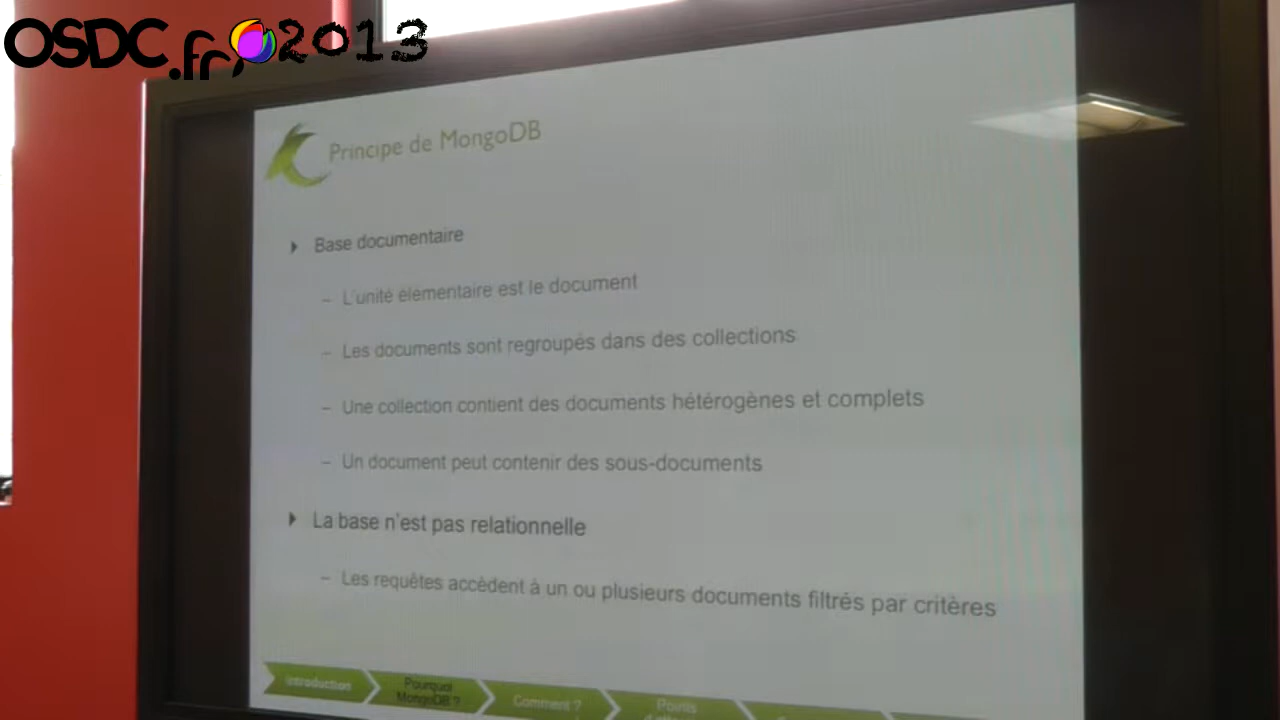 OSDC.fr 2013
Principe de MongoDB
Base documentaire
– L'unité élémentaire est le document
– Les documents sont regroupés dans des collections
– Une collection contient des documents hétérogènes et complets
– Un document peut contenir des sous-documents
La base n'est pas relationnelle
– Les requêtes accèdent à un ou plusieurs documents filtrés par critères
Introduction
Pourquoi
MongoDB ?
Comment ?
Points